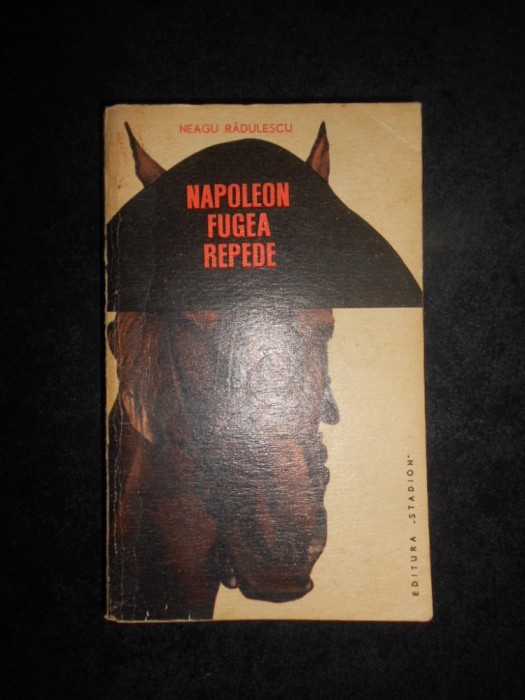 NEAGU RĂDULESCU
NAPOLEON
FUGEA
REPEDE
EDITURA „STADION"